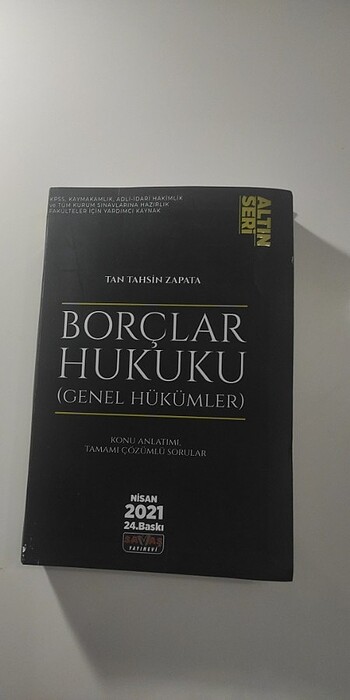 KPSS, KAYMAKAMLIK, ADLİ-İDARİ HAKİMLİK
ve TÜM KURUM SINAVLARINA HAZIRLIK
FAKÜLTELER İÇİN YARDIMCI KAYNAK
ALTIN
SERİ
TAN TAHSİN ZAPATA
BORÇLAR
HUKUKU
(GENEL HÜKÜMLER)
KONU ANLATIMI,
TAMAMI ÇÖZÜMLÜ SORULAR
NİSAN
2021
24.Baskı
SAVAŞ
YAYINEVİ